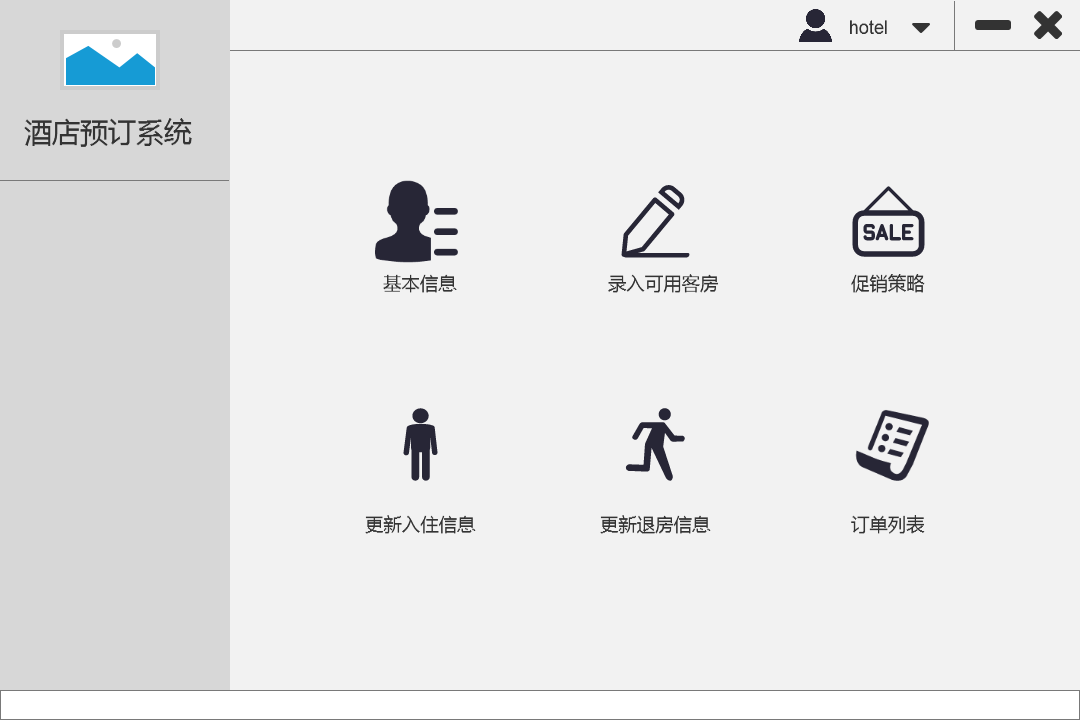 hotel
酒店预订系统
基本信息
录入可用客房
SALE
促销策略
更新入住信息
更新退房信息
订单列表